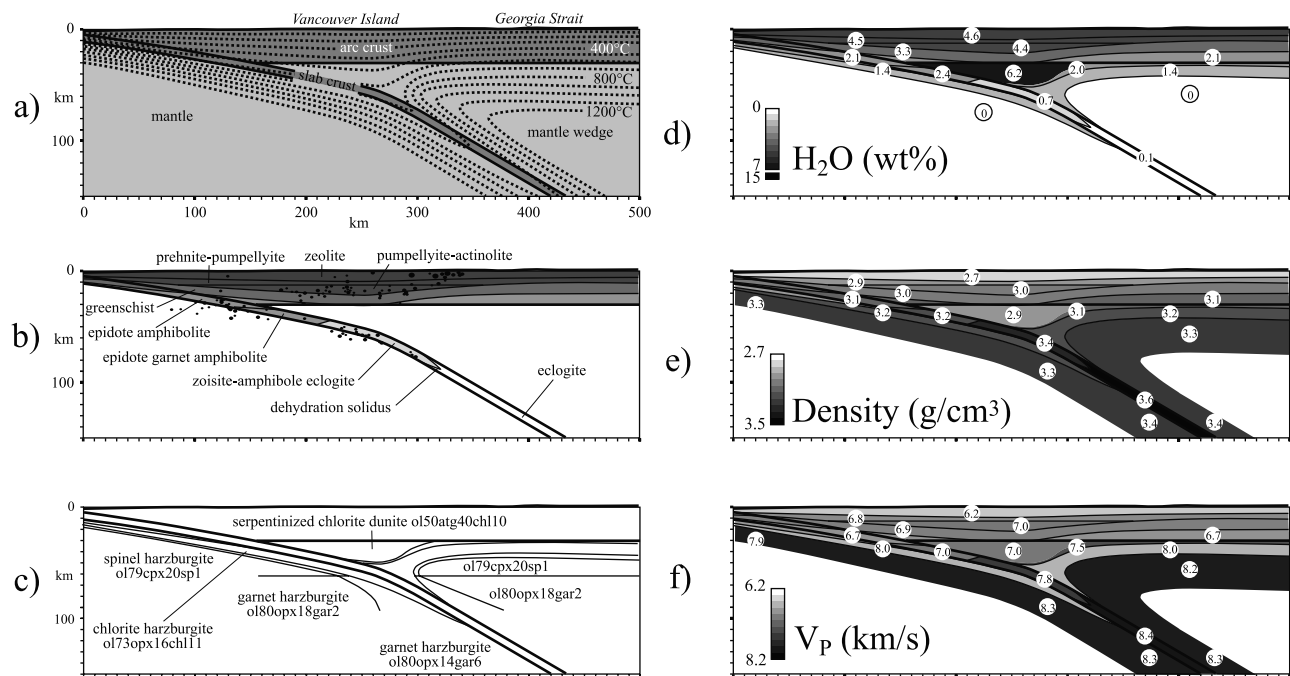 Vancouver Island
Georgia Strait
0
arc crust
400°C
slab crust
800°C
km
a)
mantle
1200°C
100
mantle wedge
0
100
200
300
400
500
km
prehnite-pumpellyite
zeolite
pumpellyite-actinolite
0
greenschist
b)
epidote amphibolite
km
epidote garnet amphibolite
zoisite-amphibole eclogite
eclogite
100
dehydration solidus
0
serpentinized chlorite dunite ol50atg40chl10
c)
spinel harzburgite
ol79cpx20sp1
ol79cpx20sp1
km
garnet harzburgite
ol80opx18gar2
ol80opx18gar2
100
chlorite harzburgite
ol73opx16chl11
garnet harzburgite
ol80opx14gar6
4.5
4.6
3.3
4.4
2.1
2.1
1.4
2.4
6.2
2.0
1.4
d)
0
0.7
0
0
7
15
H2O (wt%)
0.1
2.7
2.9
3.0
3.0
3.3
3.1
3.1
3.2
3.2
2.9
3.1
3.2
3.3
3.4
e)
2.7
3.3
3.5
Density (g/cm3)
3.6
3.4
3.4
6.2
6.8
6.9
7.0
7.9
6.7
6.7
8.0
7.0
7.0
7.5
8.0
8.2
7.8
f)
6.2
8.3
8.2
VP (km/s)
8.4
8.3
8.3